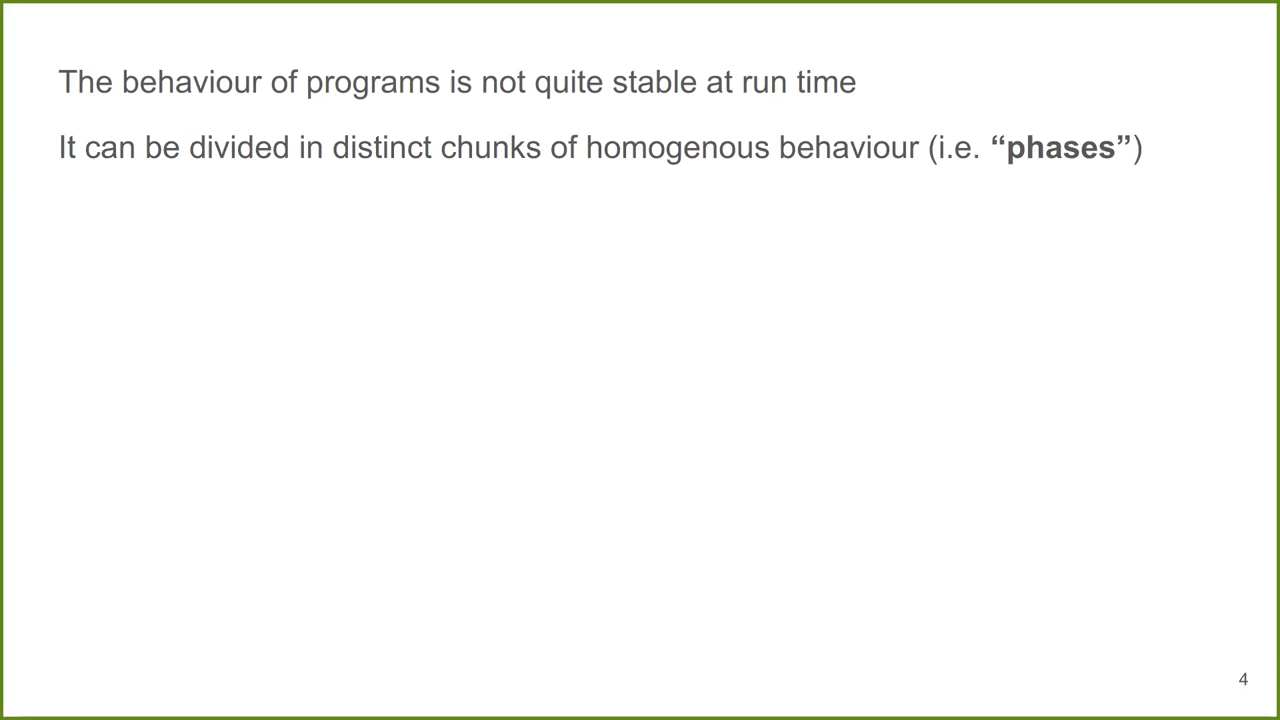 The behaviour of programs is not quite stable at run time
It can be divided in distinct chunks of homogenous behaviour (i.e. “phases”)
4